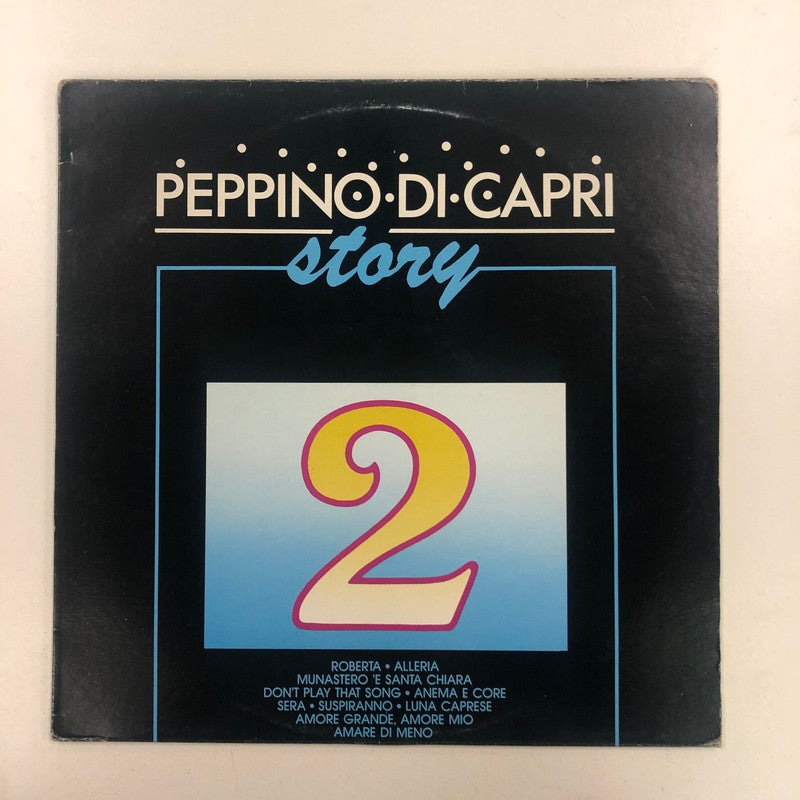 PEPPINO•DI•CAPRI
story
2
ROBERTA • ALLERIA
MUNASTERO 'E SANTA CHIARA
DON'T PLAY THAT SONG • ANEMA E CORE
SERA • SUSPIRANNO • LUNA CAPRESE
AMORE GRANDE, AMORE MIO
AMARE DI MENO